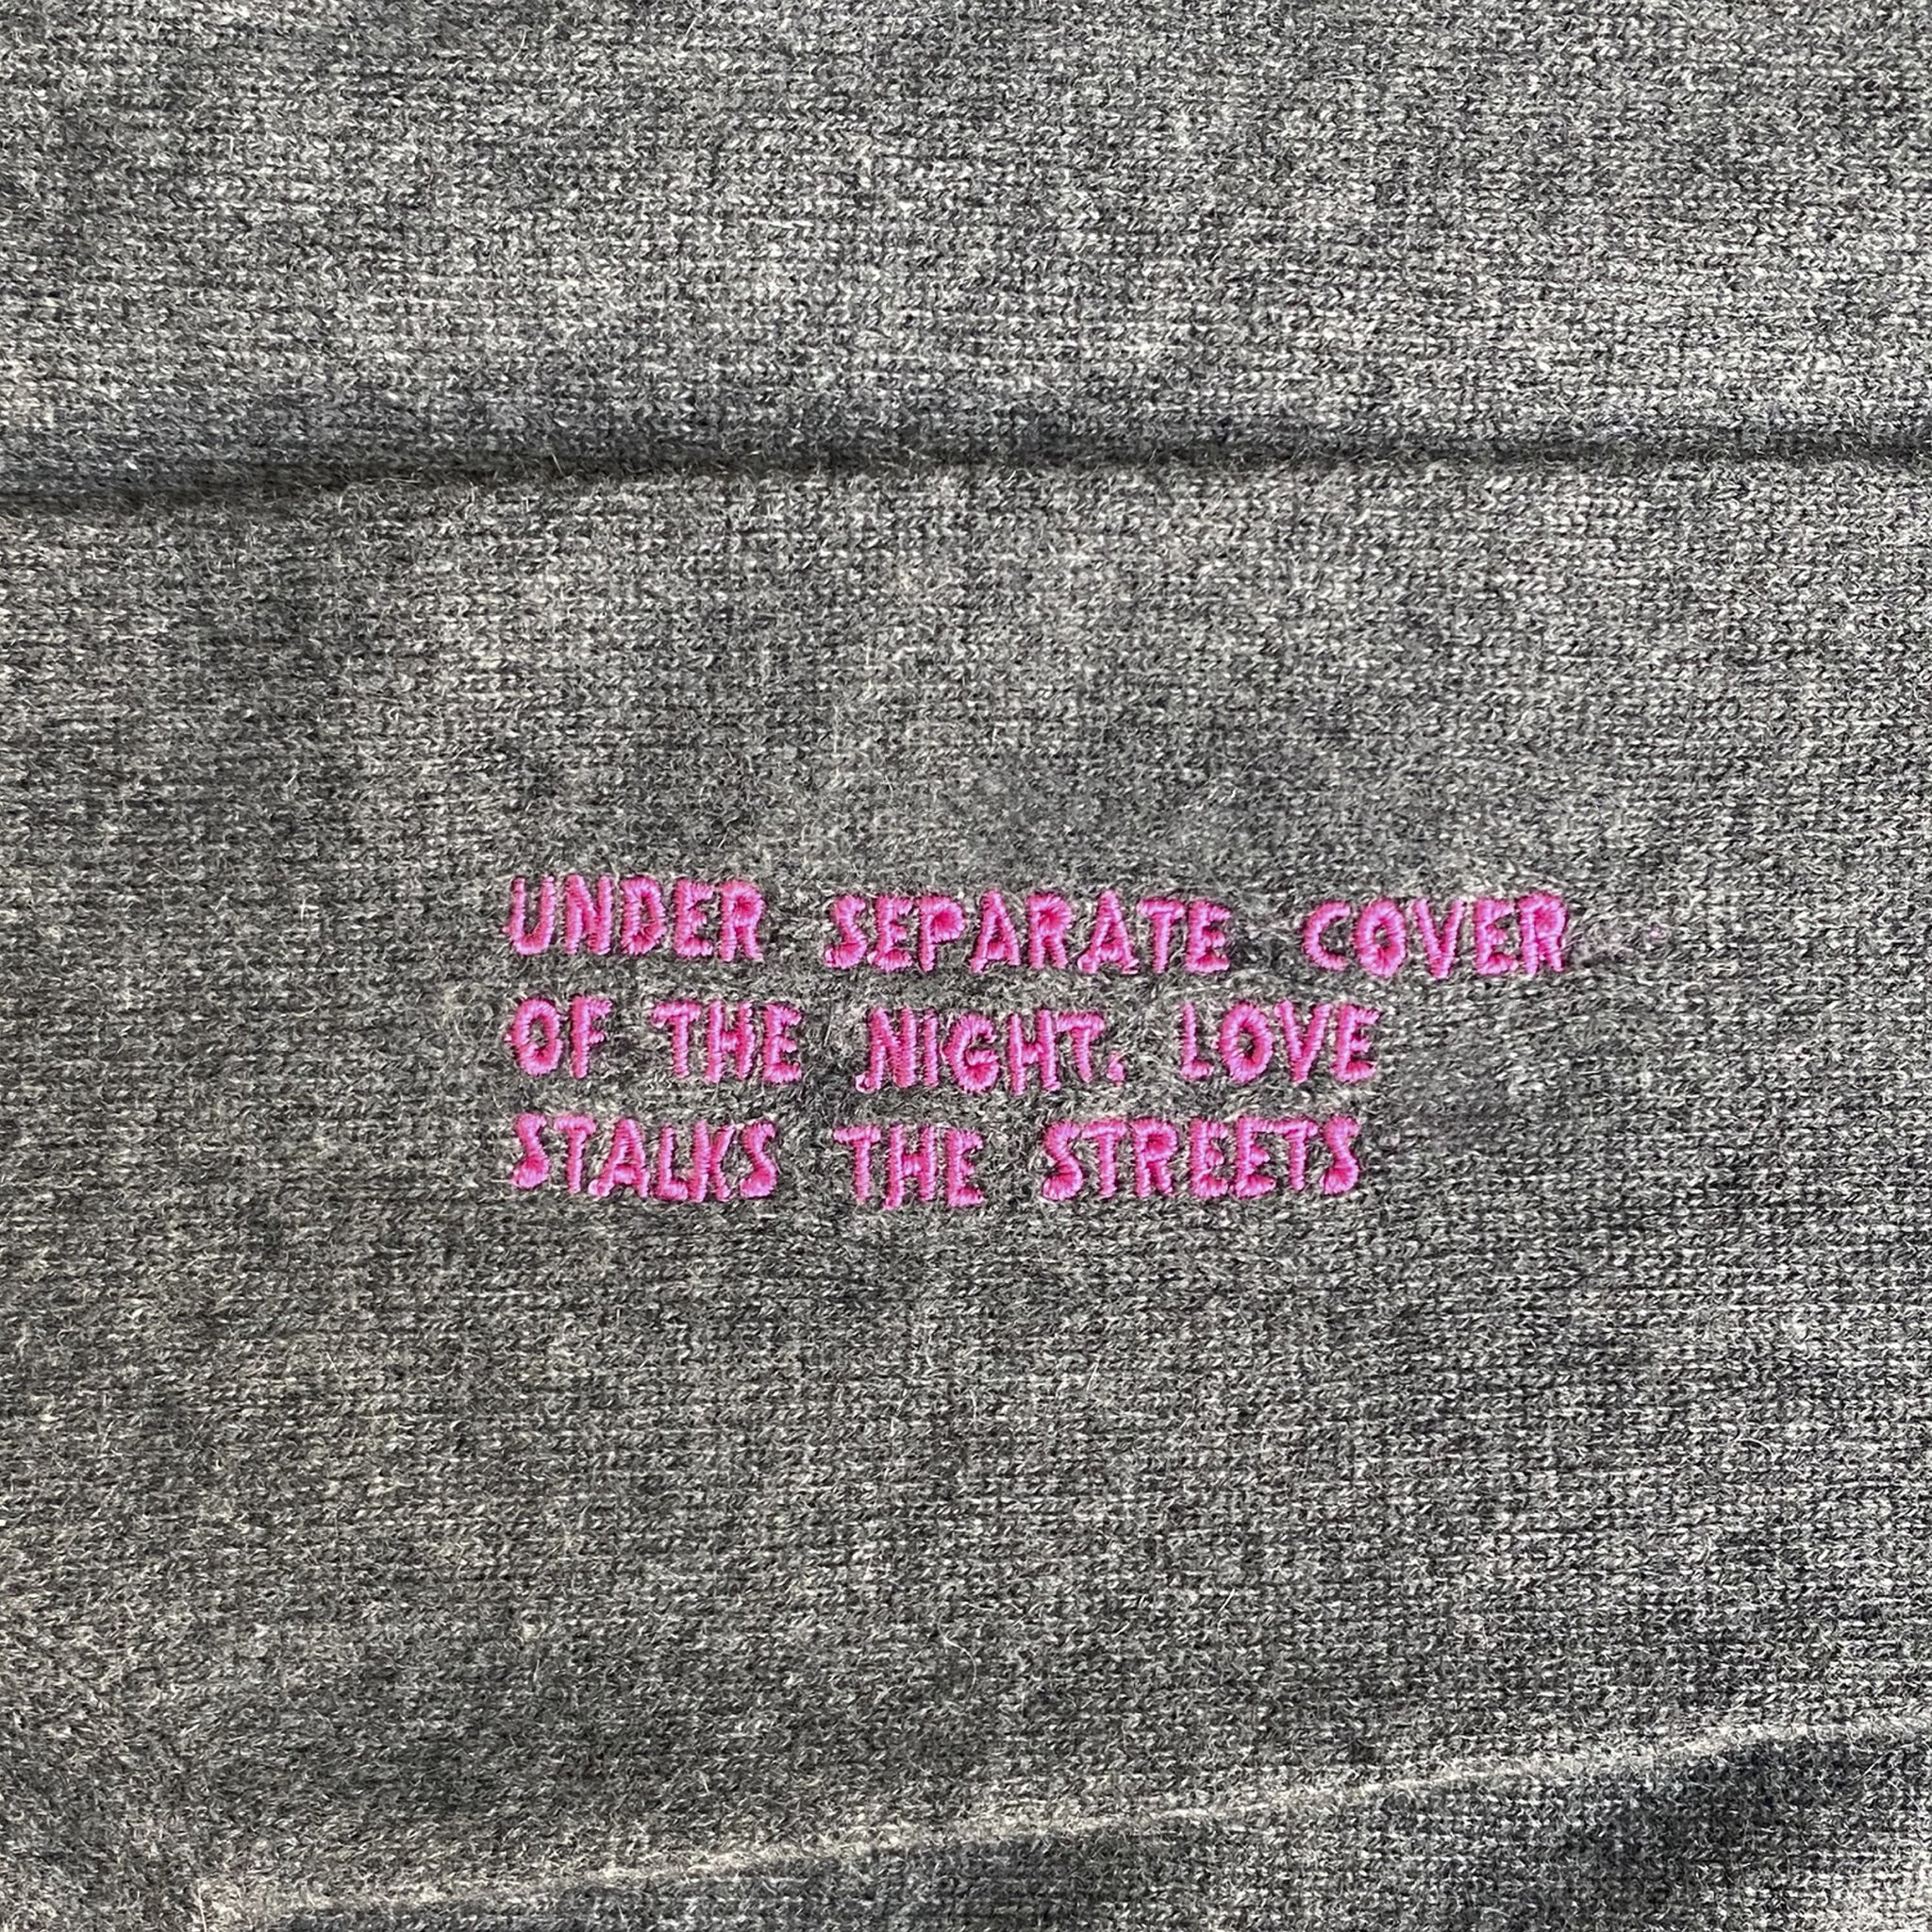 UNDER SEPARATE COVER
OF THE NIGHT. LOVE
STALKS THE STREETS